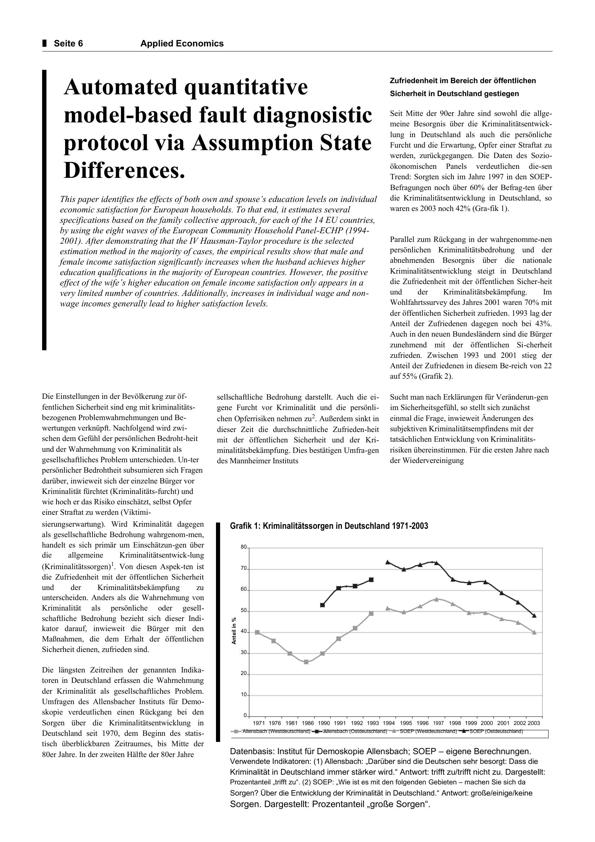 Seite 6
Applied Economics
Automated quantitative
model-based fault diagnosistic
protocol via Assumption State
Differences.
This paper identifies the effects of both own and spouse's education levels on individual
economic satisfaction for European households. To that end, it estimates several
specifications based on the family collective approach, for each of the 14 EU countries,
by using the eight waves of the European Community Household Panel-ECHP (1994-
2001). After demonstrating that the IV Hausman-Taylor procedure is the selected
estimation method in the majority of cases, the empirical results show that male and
female income satisfaction significantly increases when the husband achieves higher
education qualifications in the majority of European countries. However, the positive
effect of the wife's higher education on female income satisfaction only appears in a
very limited number of countries. Additionally, increases in individual wage and non-
wage incomes generally lead to higher satisfaction levels.
Zufriedenheit im Bereich der öffentlichen
Sicherheit in Deutschland gestiegen
Seit Mitte der 90er Jahre sind sowohl die allge-
meine Besorgnis über die Kriminalitätsentwick-
lung in Deutschland als auch die persönliche
Furcht und die Erwartung, Opfer einer Straftat zu
werden, zurückgegangen. Die Daten des Sozio-
ökonomischen Panels verdeutlichen die-sen
Trend: Sorgten sich im Jahre 1997 in den SOEP-
Befragungen noch über 60% der Befrag-ten über
die Kriminalitätsentwicklung in Deutschland, so
waren es 2003 noch 42% (Gra-fik 1).
Parallel zum Rückgang in der wahrgenomme-nen
persönlichen Kriminalitätsbedrohung und der
abnehmenden Besorgnis über die nationale
Kriminalitätsentwicklung steigt in Deutschland
die Zufriedenheit mit der öffentlichen Sicher-heit
und der Kriminalitätsbekämpfung. Im
Wohlfahrtssurvey des Jahres 2001 waren 70% mit
der öffentlichen Sicherheit zufrieden. 1993 lag der
Anteil der Zufriedenen dagegen noch bei 43%.
Auch in den neuen Bundesländern sind die Bürger
zunehmend mit der öffentlichen Si-cherheit
zufrieden. Zwischen 1993 und 2001 stieg der
Anteil der Zufriedenen in diesem Be-reich von 22
auf 55% (Grafik 2).
Die Einstellungen in der Bevölkerung zur öf-
fentlichen Sicherheit sind eng mit kriminalitäts-
bezogenen Problemwahrnehmungen und Be-
wertungen verknüpft. Nachfolgend wird zwi-
schen dem Gefühl der persönlichen Bedroht-heit
und der Wahrnehmung von Kriminalität als
gesellschaftliches Problem unterschieden. Un-ter
persönlicher Bedrohtheit subsumieren sich Fragen
darüber, inwieweit sich der einzelne Bürger vor
Kriminalität fürchtet (Kriminalitäts-furcht) und
wie hoch er das Risiko einschätzt, selbst Opfer
einer Straftat zu werden (Viktimi-
sierungserwartung). Wird Kriminalität dagegen
als gesellschaftliche Bedrohung wahrgenom-men,
handelt es sich primär um Einschätzun-gen über
die allgemeine Kriminalitätsentwick-lung
(Kriminalitätssorgen)1. Von diesen Aspek-ten ist
die Zufriedenheit mit der öffentlichen Sicherheit
und der Kriminalitätsbekämpfung zu
unterscheiden. Anders als die Wahrnehmung von
Kriminalität als persönliche oder gesell-
schaftliche Bedrohung bezieht sich dieser Indi-
kator darauf, inwieweit die Bürger mit den
Maßnahmen, die dem Erhalt der öffentlichen
Sicherheit dienen, zufrieden sind.
Die längsten Zeitreihen der genannten Indika-
toren in Deutschland erfassen die Wahrnehmung
der Kriminalität als gesellschaftliches Problem.
Umfragen des Allensbacher Instituts für Demo-
skopie verdeutlichen einen Rückgang bei den
Sorgen über die Kriminalitätsentwicklung in
Deutschland seit 1970, dem Beginn des statis-
tisch überblickbaren Zeitraumes, bis Mitte der
80er Jahre. In der zweiten Hälfte der 80er Jahre
sellschaftliche Bedrohung darstellt. Auch die ei-
gene Furcht vor Kriminalität und die persönli-
chen Opferrisiken nehmen zu2. Außerdem sinkt in
dieser Zeit die durchschnittliche Zufrieden-heit
mit der öffentlichen Sicherheit und der Kri-
minalitätsbekämpfung. Dies bestätigen Umfra-gen
des Mannheimer Instituts
Sucht man nach Erklärungen für Veränderun-gen
im Sicherheitsgefühl, so stellt sich zunächst
einmal die Frage, inwieweit Änderungen des
subjektiven Kriminalitätsempfindens mit der
tatsächlichen Entwicklung von Kriminalitäts-
risiken übereinstimmen. Für die ersten Jahre nach
der Wiedervereinigung
Grafik 1: Kriminalitätssorgen in Deutschland 1971-2003
Anteil in %
80
70
60
50
40
30
20
10
0
1971 1976 1981 1986 1990 1991 1992 1993 1994 1995 1996 1997 1998 1999 2000 2001 2002 2003
Allensbach (Westdeutschland) Allensbach (Ostdeutschland) SOEP (Westdeutschland) SOEP (Ostdeutschland)
Datenbasis: Institut für Demoskopie Allensbach; SOEP – eigene Berechnungen.
Verwendete Indikatoren: (1) Allensbach: „Darüber sind die Deutschen sehr besorgt: Dass die
Kriminalität in Deutschland immer stärker wird.“ Antwort: trifft zu/trifft nicht zu. Dargestellt:
Prozentanteil „trifft zu“. (2) SOEP: „Wie ist es mit den folgenden Gebieten – machen Sie sich da
Sorgen? Über die Entwicklung der Kriminalität in Deutschland.“ Antwort: große/einige/keine
Sorgen. Dargestellt: Prozentanteil „große Sorgen“.